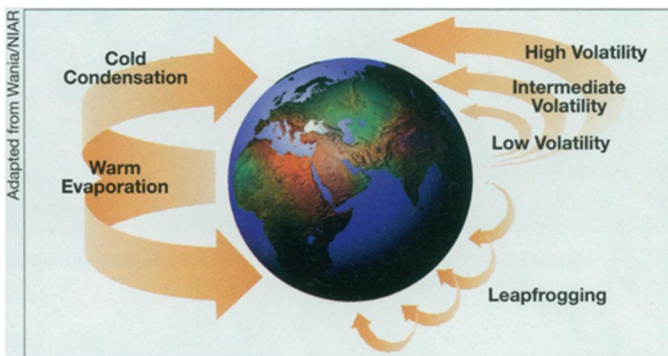 Adapted from Wania/NIAR
Cold
Condensation
Warm
Evaporation
High Volatility
Intermediate
Volatility
Low Volatility
Leapfrogging